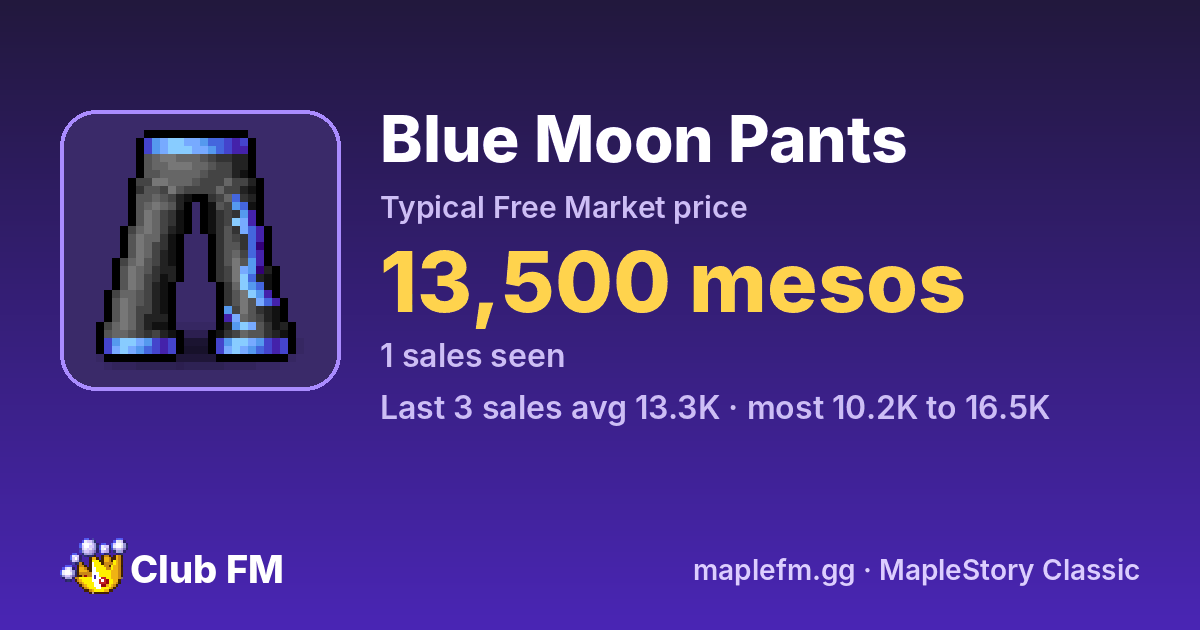 Blue Moon Pants
Typical Free Market price
13,500 mesos
1 sales seen
Last 3 sales avg 13.3K · most 10.2K to 16.5K
Club FM
maplefm.gg · MapleStory Classic